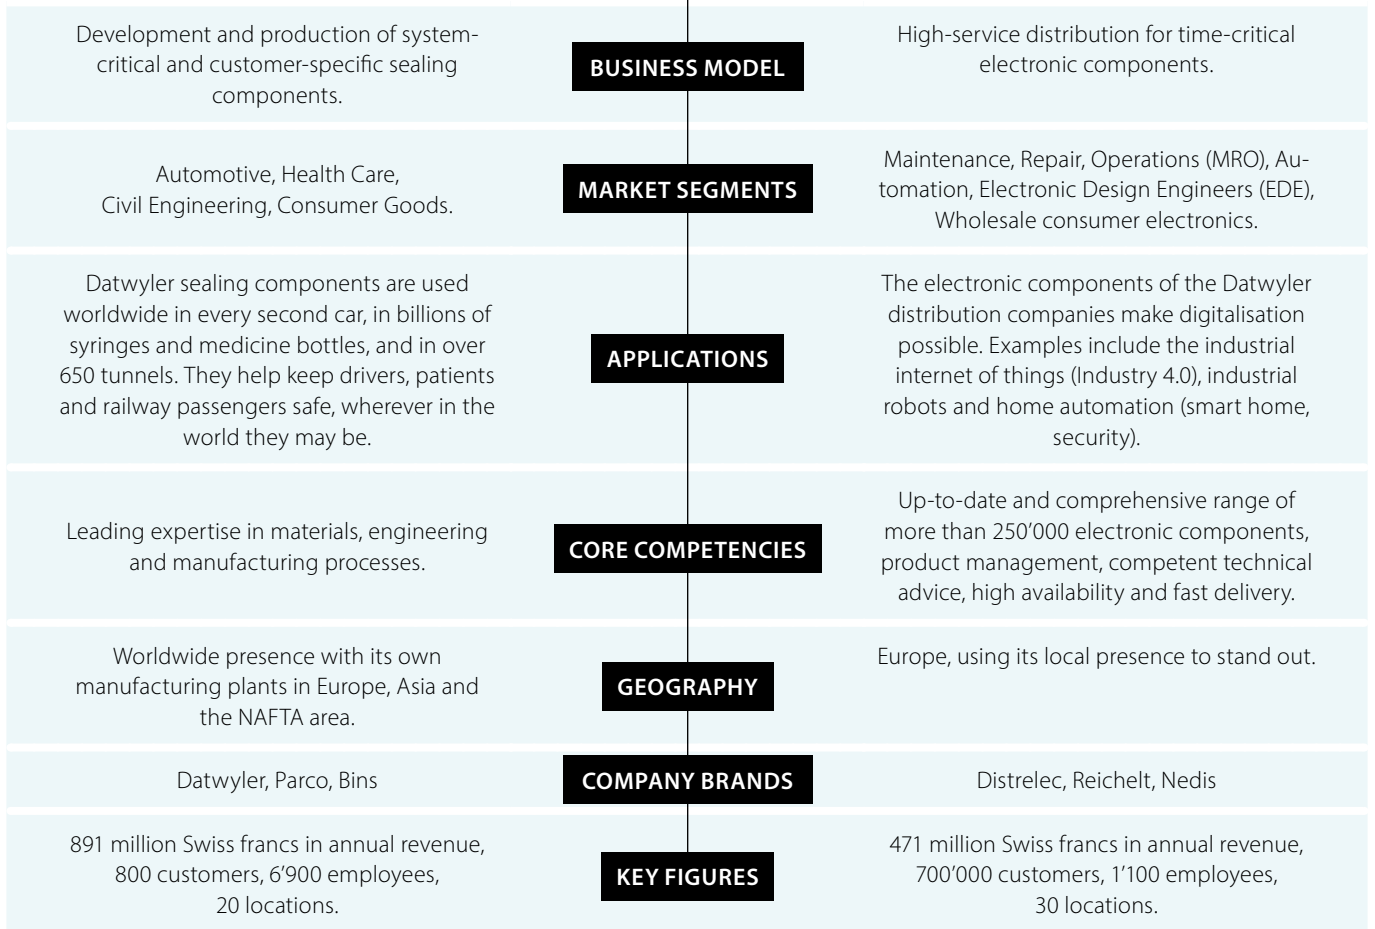 Development and production of system-
critical and customer-specific sealing
components.
BUSINESS MODEL
High-service distribution for time-critical
electronic components.
Automotive, Health Care,
Civil Engineering, Consumer Goods.
MARKET SEGMENTS
Maintenance, Repair, Operations (MRO), Au-
tomation, Electronic Design Engineers (EDE),
Wholesale consumer electronics.
Datwyler sealing components are used
worldwide in every second car, in billions of
syringes and medicine bottles, and in over
650 tunnels. They help keep drivers, patients
and railway passengers safe, wherever in the
world they may be.
APPLICATIONS
The electronic components of the Datwyler
distribution companies make digitalisation
possible. Examples include the industrial
internet of things (Industry 4.0), industrial
robots and home automation (smart home,
security).
Leading expertise in materials, engineering
and manufacturing processes.
CORE COMPETENCIES
Up-to-date and comprehensive range of
more than 250’000 electronic components,
product management, competent technical
advice, high availability and fast delivery.
Worldwide presence with its own
manufacturing plants in Europe, Asia and
the NAFTA area.
GEOGRAPHY
Europe, using its local presence to stand out.
Datwyler, Parco, Bins
COMPANY BRANDS
Distrelec, Reichelt, Nedis
891 million Swiss francs in annual revenue,
800 customers, 6’900 employees,
20 locations.
KEY FIGURES
471 million Swiss francs in annual revenue,
700’000 customers, 1’100 employees,
30 locations.